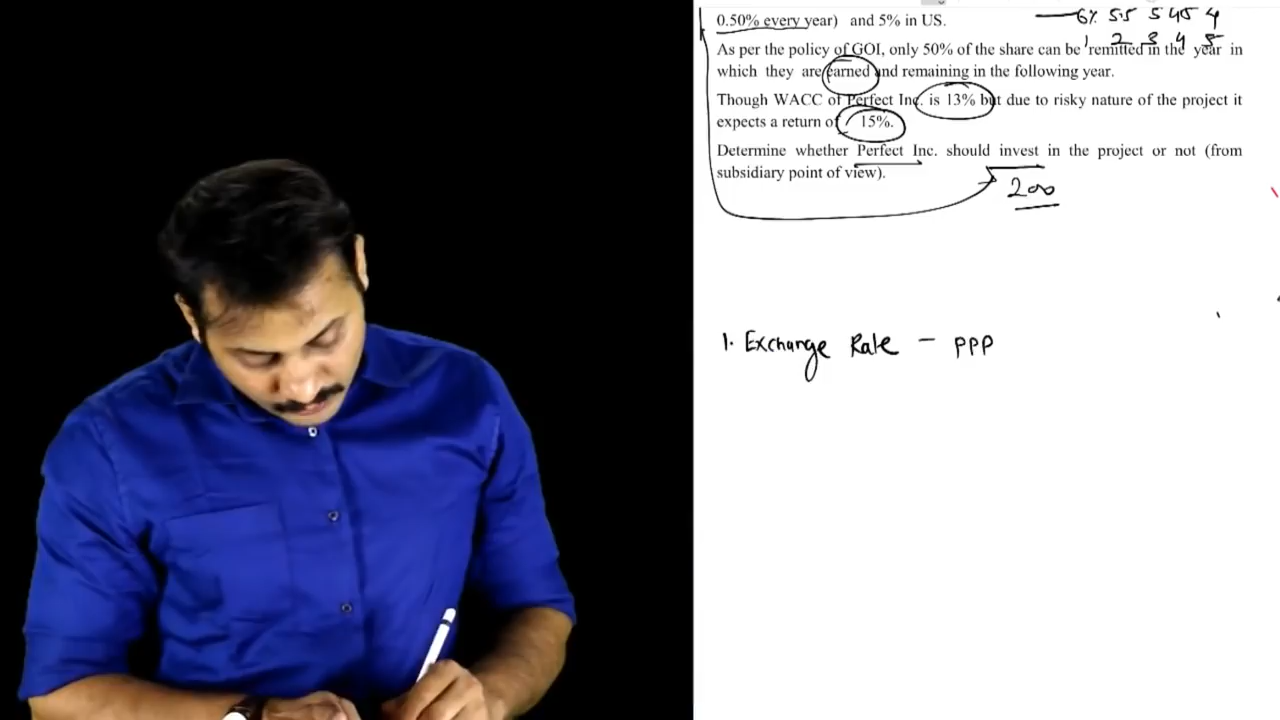 0.50% every year) and 5% in US.
6% 5.5 5 4.5 4
1 2 3 4 5
As per the policy of GOI, only 50% of the share can be remitted in the year in
which they are earned and remaining in the following year.
Though WACC of Perfect Inc. is 13% but due to risky nature of the project it
expects a return of 15%.
Determine whether Perfect Inc. should invest in the project or not (from
subsidiary point of view).
200
1. Exchange Rate - PPP